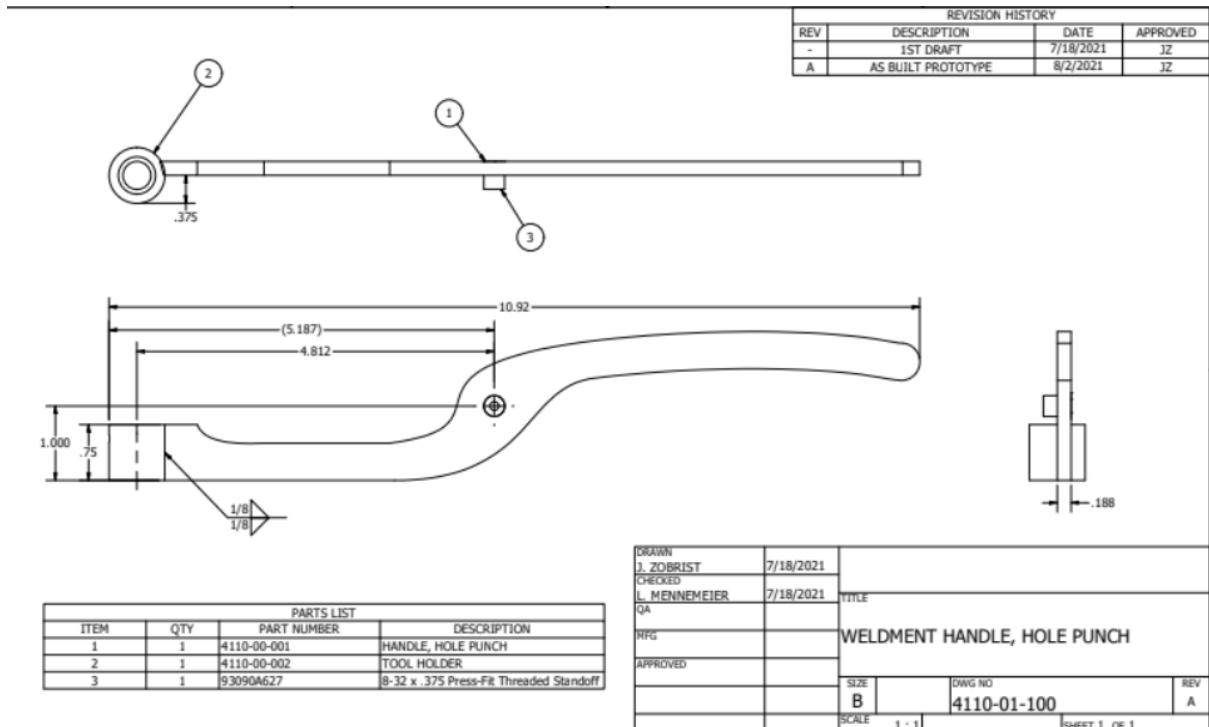 REVISION HISTORY
REV DESCRIPTION DATE APPROVED
- 1ST DRAFT 7/18/2021 JZ
A AS BUILT PROTOTYPE 8/2/2021 JZ
2
1
.375
3
10.92
(5.187)
4.812
1.000
.75
1/8
1/8
.188
PARTS LIST
ITEM QTY PART NUMBER DESCRIPTION
1 1 4110-00-001 HANDLE, HOLE PUNCH
2 1 4110-00-002 TOOL HOLDER
3 1 93090A627 8-32 x .375 Press-Fit Threaded Standoff
DRAWN
J. ZOBRIST 7/18/2021
CHECKED
L. MENNEMEIER 7/18/2021
QA
MFG
APPROVED
TITLE
WELDMENT HANDLE, HOLE PUNCH
SIZE
B
DWG NO
4110-01-100
REV
A
SCALE 1 : 1
SHEET 1 OF 1